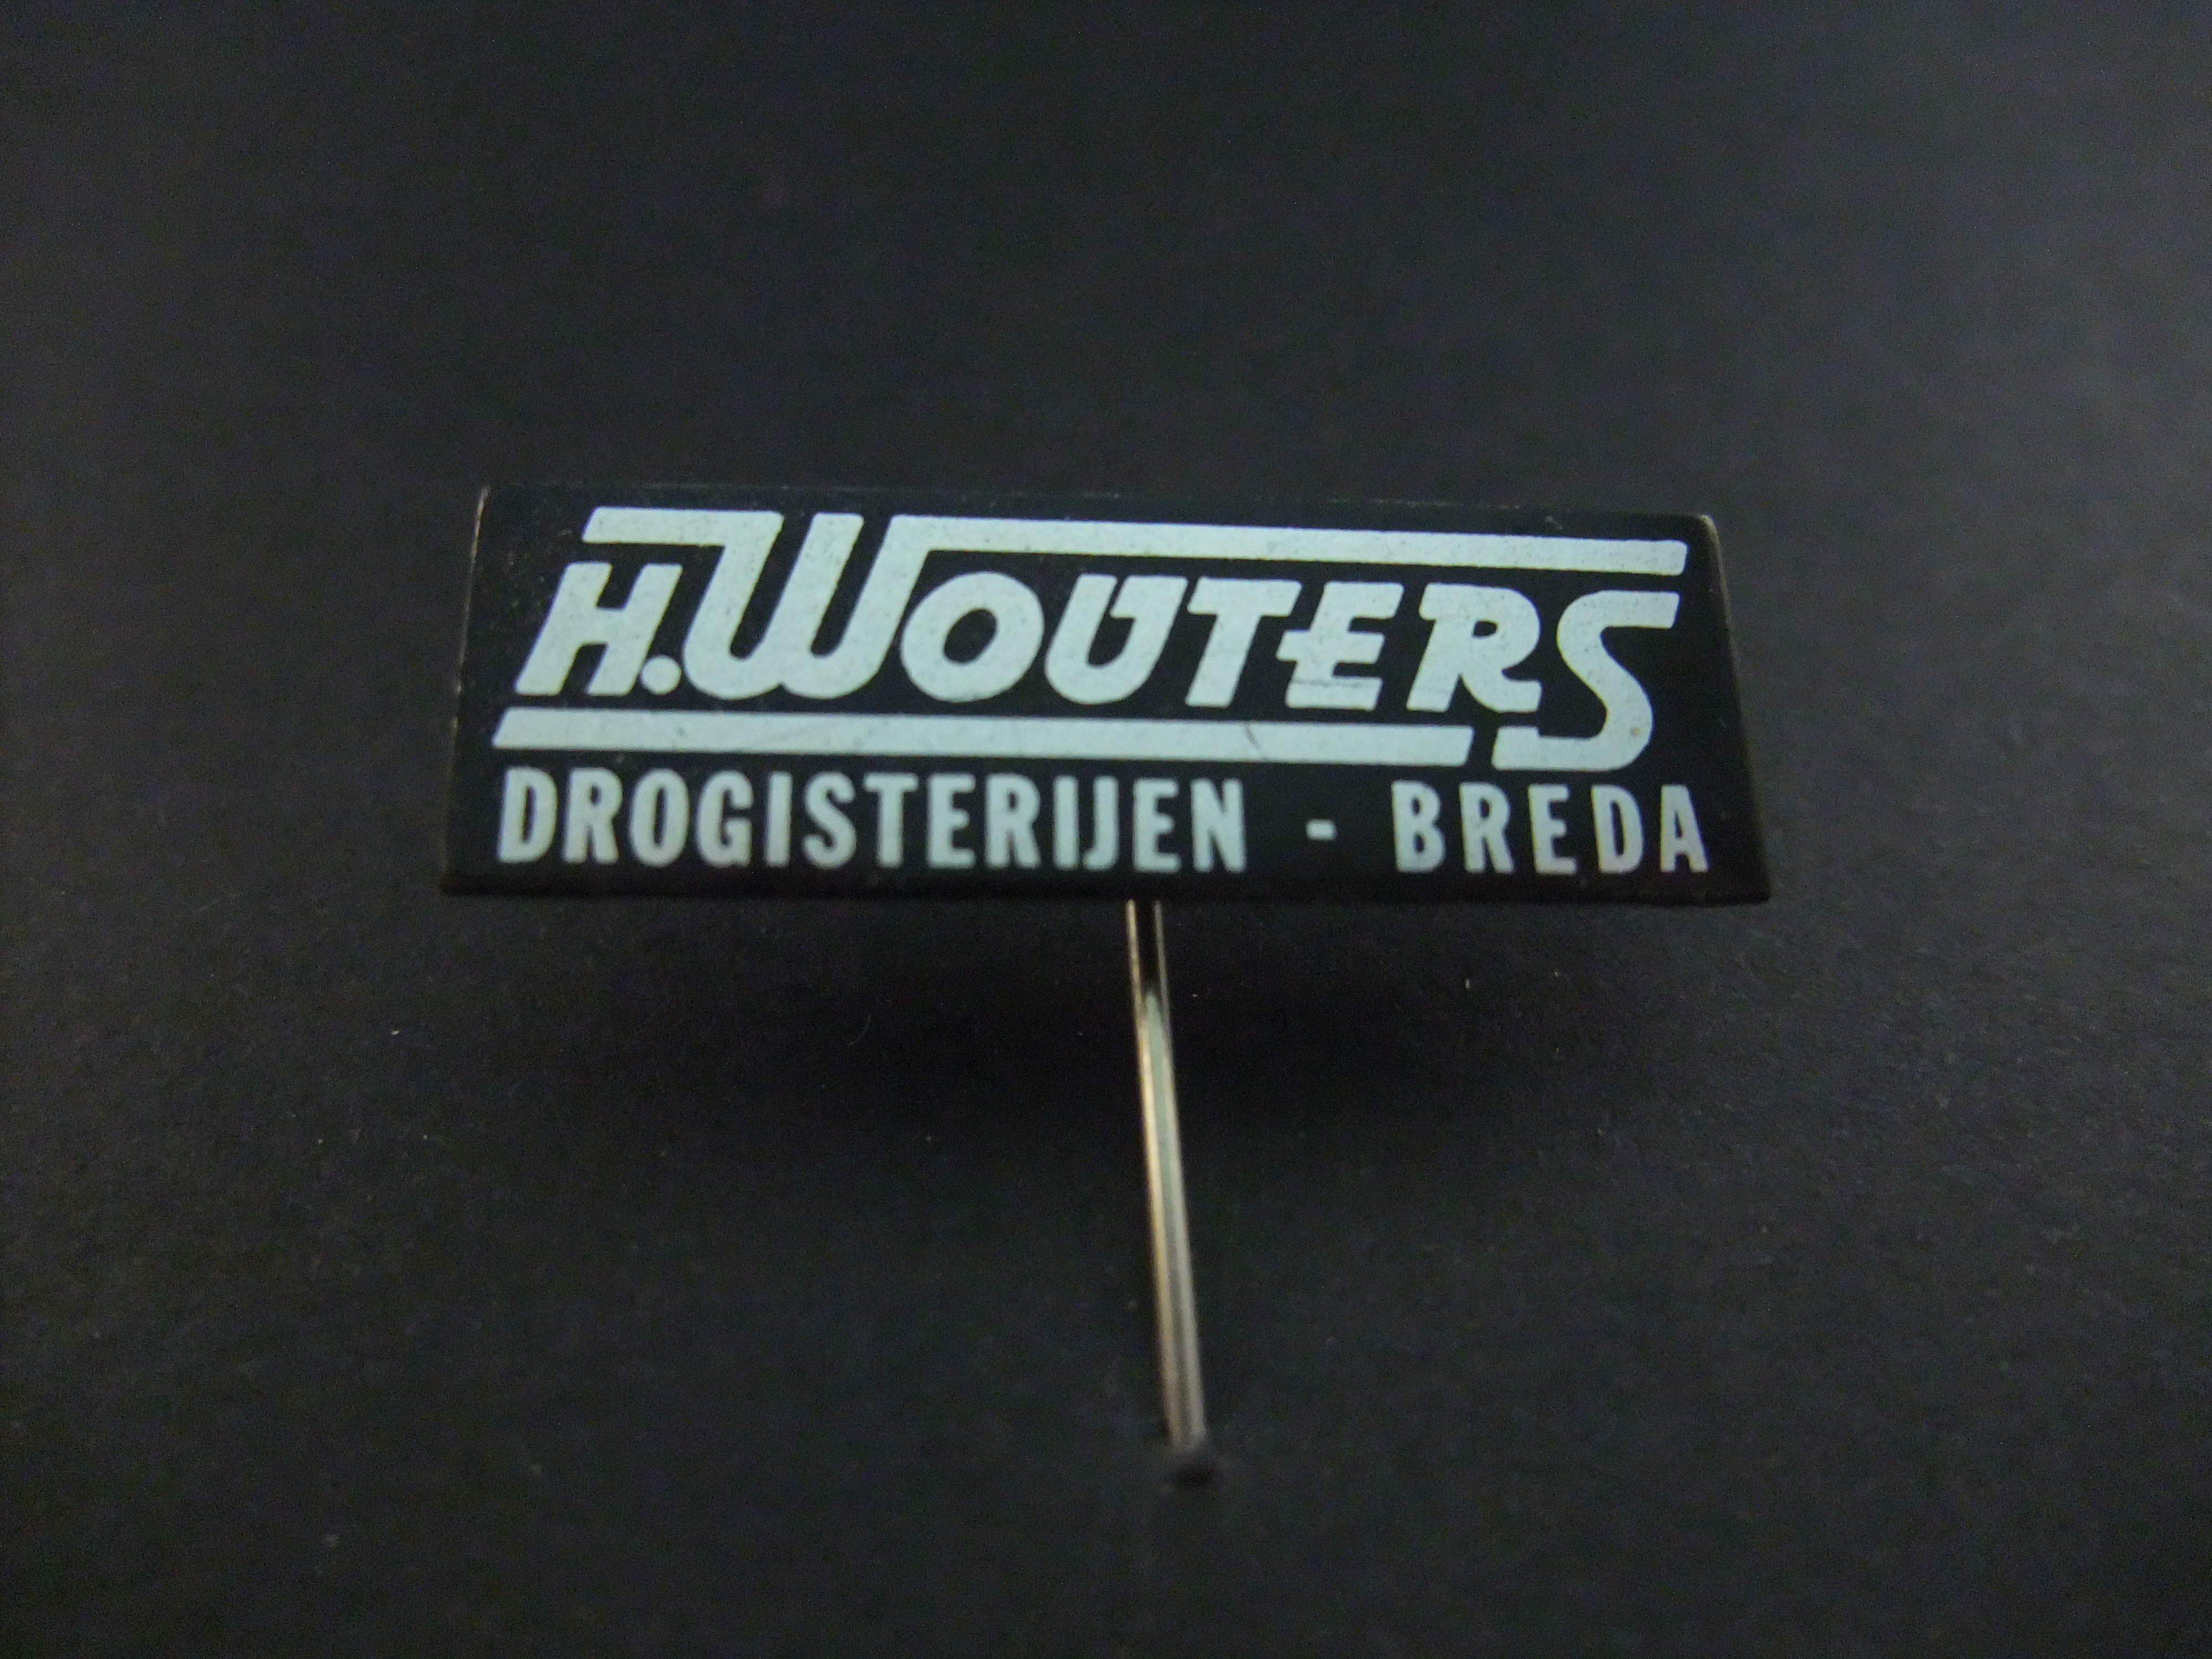 H. WOUTERS
DROGISTERIJEN - BREDA